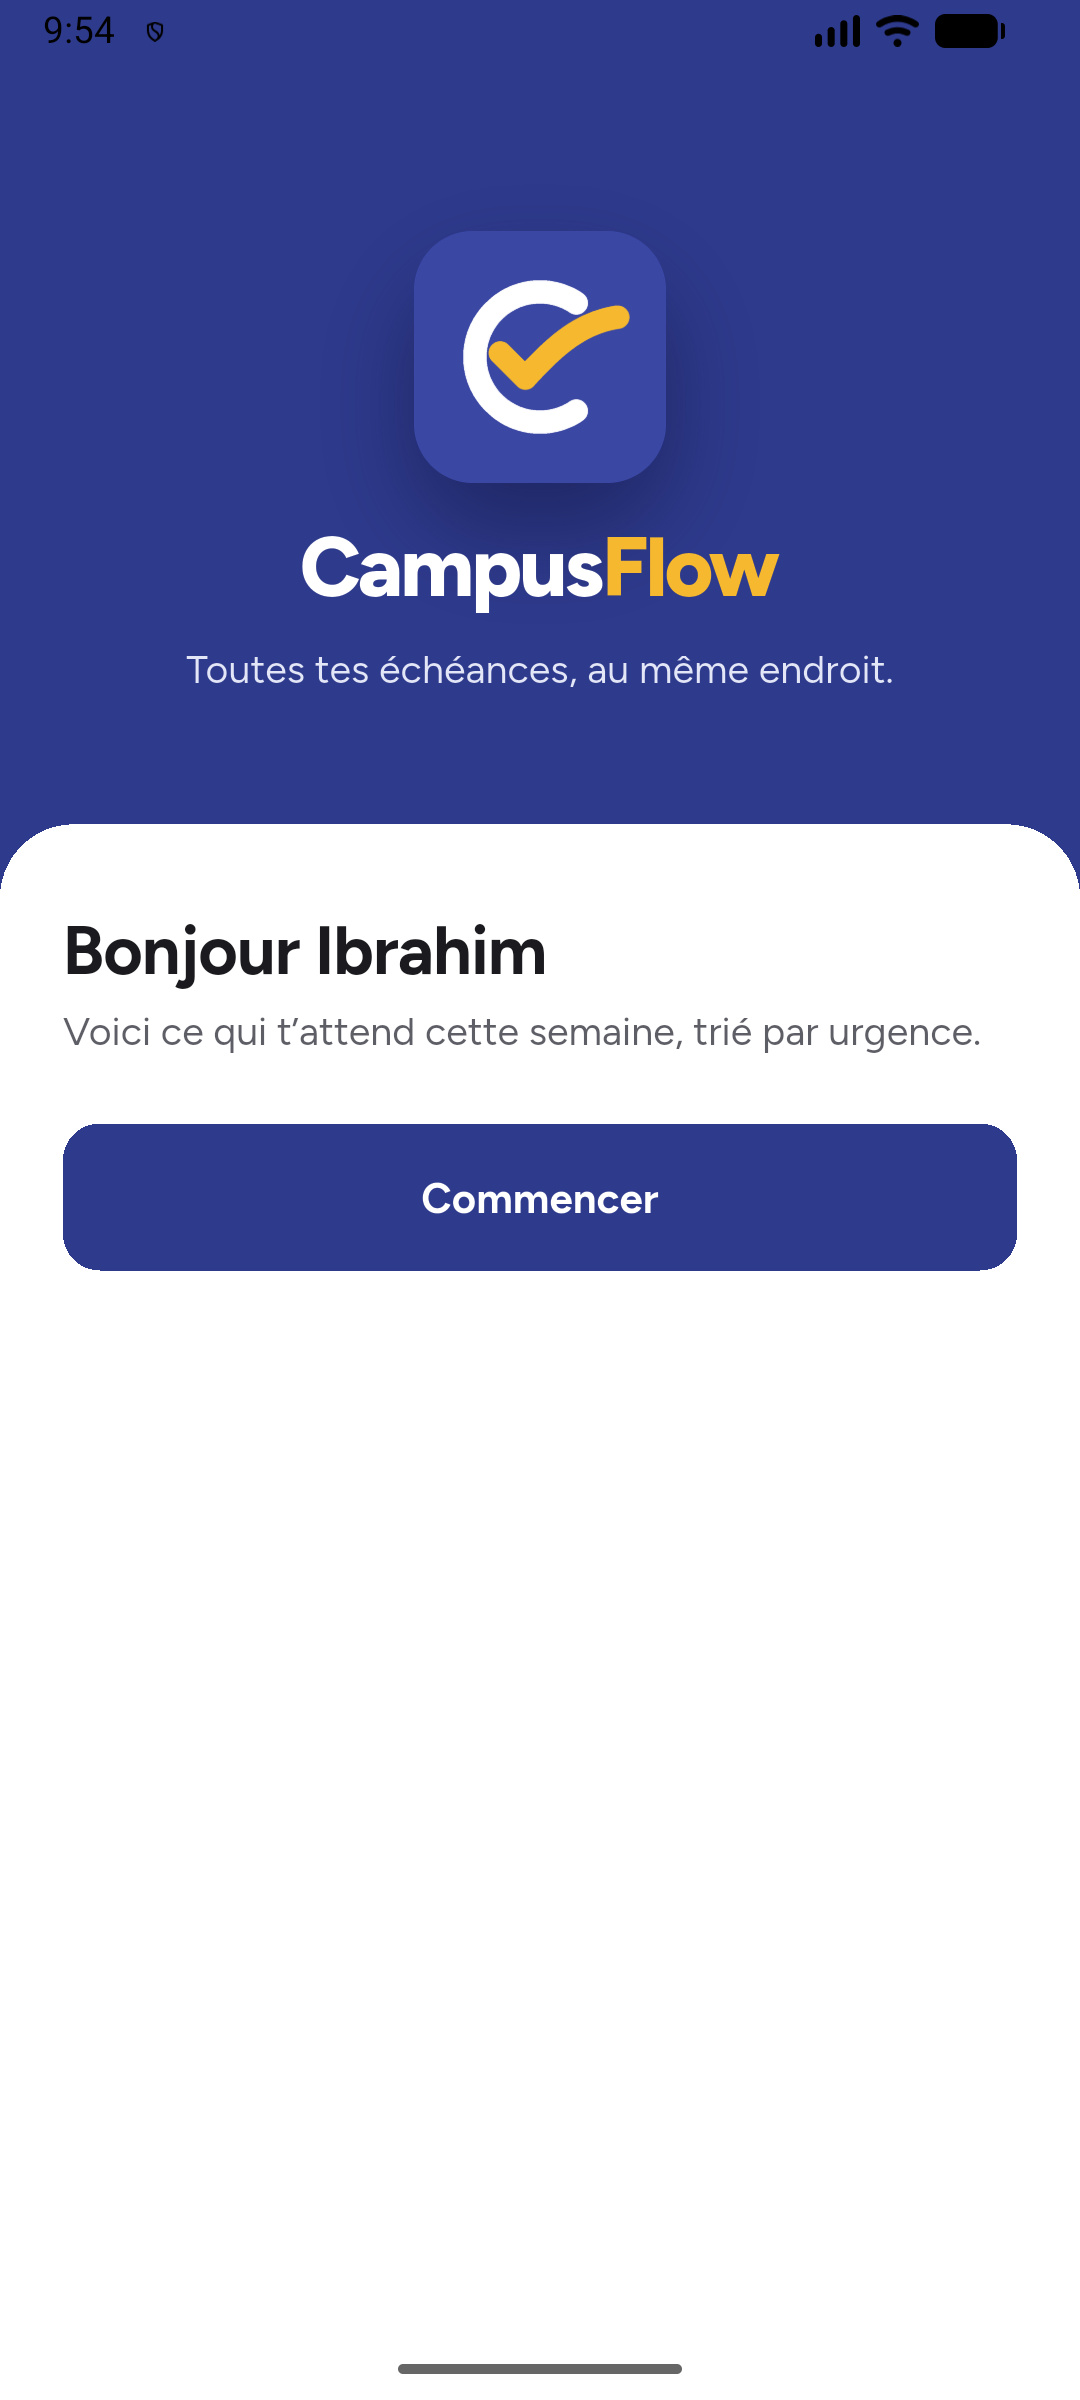 9:54
CampusFlow
Toutes tes échéances, au même endroit.
Bonjour Ibrahim
Voici ce qui t’attend cette semaine, trié par urgence.
Commencer